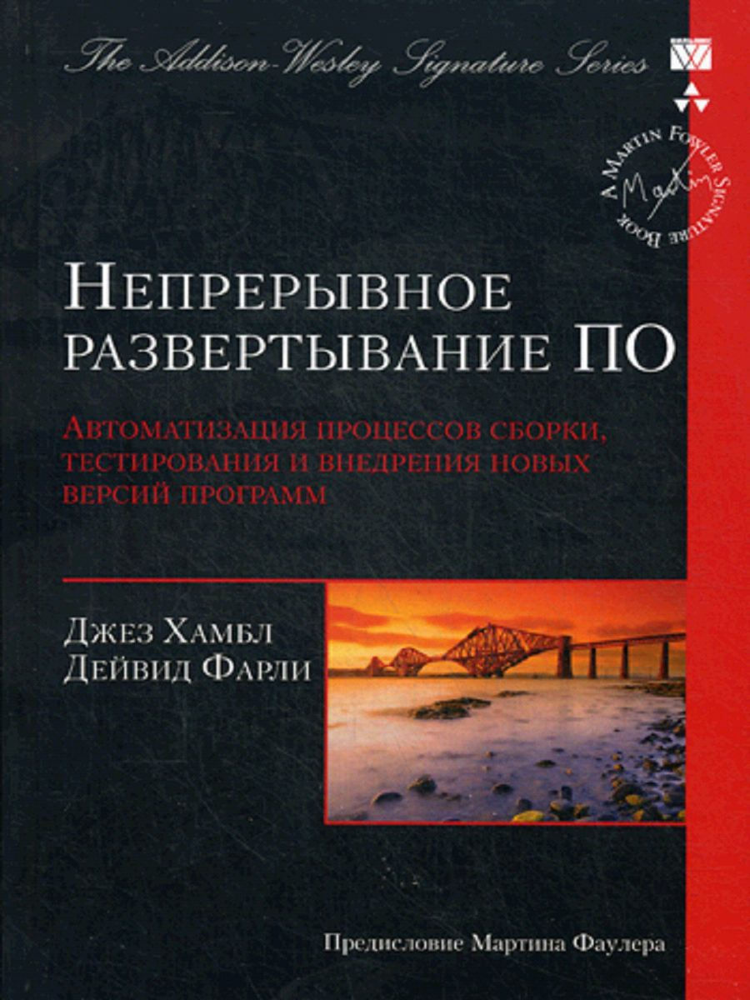 The Addison-Wesley Signature Series
ВИЛЬЯМС
A MARTIN FOWLER SIGNATURE BOOK
Martin
НЕПРЕРЫВНОЕ
РАЗВЕРТЫВАНИЕ ПО
АВТОМАТИЗАЦИЯ ПРОЦЕССОВ СБОРКИ,
ТЕСТИРОВАНИЯ И ВНЕДРЕНИЯ НОВЫХ
ВЕРСИЙ ПРОГРАММ
ДЖЕЗ ХАМБЛ
ДЕЙВИД ФАРЛИ
Предисловие Мартина Фаулера